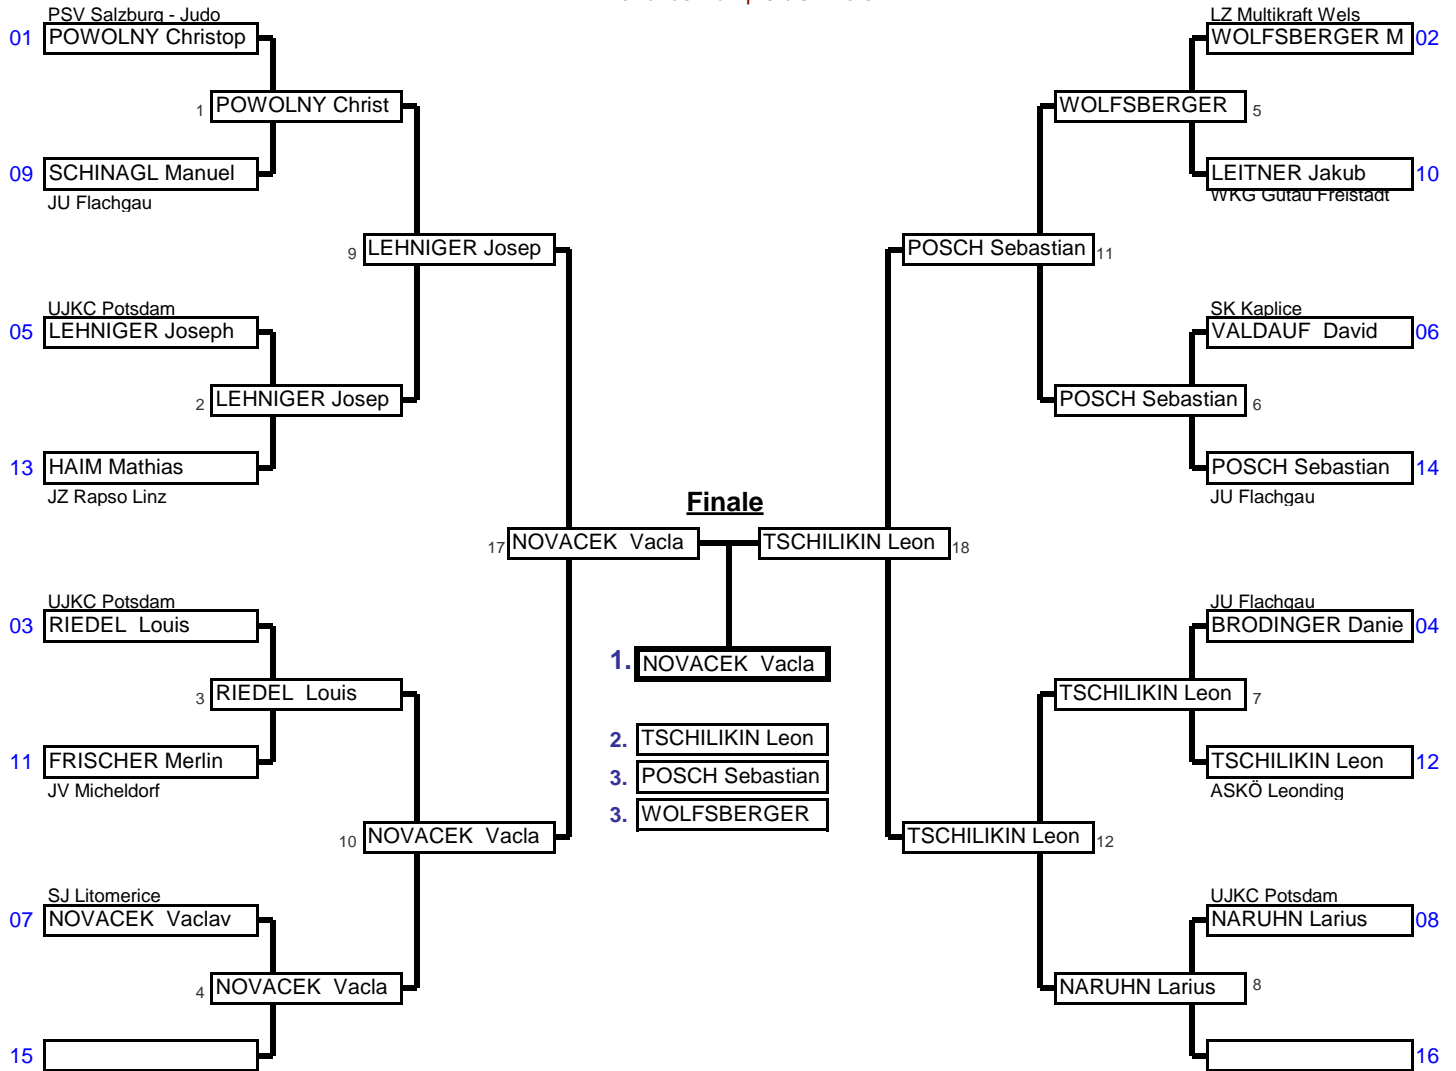 PSV Salzburg - Judo
01 POWOLNY Christop
1 POWOLNY Christ
09 SCHINAGL Manuel
JU Flachgau
9 LEHNIGER Josep
UJKC Potsdam
05 LEHNIGER Joseph
2 LEHNIGER Josep
13 HAIM Mathias
JZ Rapso Linz
17 NOVACEK Vacla
UJKC Potsdam
03 RIEDEL Louis
3 RIEDEL Louis
11 FRISCHER Merlin
JV Micheldorf
10 NOVACEK Vacla
SJ Litomerice
07 NOVACEK Vaclav
4 NOVACEK Vacla
15
Finale
1. NOVACEK Vacla
2. TSCHILIKIN Leon
3. POSCH Sebastian
3. WOLFSBERGER
LZ Multikraft Wels
WOLFSBERGER M 02
WOLFSBERGER 5
LEITNER Jakub 10
WKG Gutau Freistadt
POSCH Sebastian 11
SK Kaplice
VALDAUF David 06
POSCH Sebastian 6
POSCH Sebastian 14
JU Flachgau
TSCHILIKIN Leon 18
JU Flachgau
BRODINGER Danie 04
TSCHILIKIN Leon 7
TSCHILIKIN Leon 12
ASKÖ Leonding
TSCHILIKIN Leon 12
UJKC Potsdam
NARUHN Larius 08
NARUHN Larius 8
16